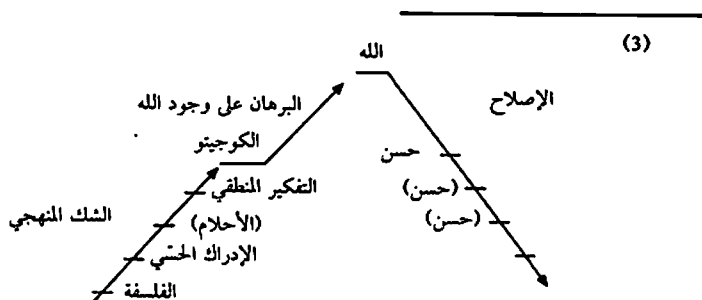 (3)
الله
الإصلاح
البرهان على وجود الله
الكوجيتو
حسن
التفكير المنطقي
(حسن)
الشك المنهجي
(الأحلام)
(حسن)
الإدراك الحسّي
الفلسفة